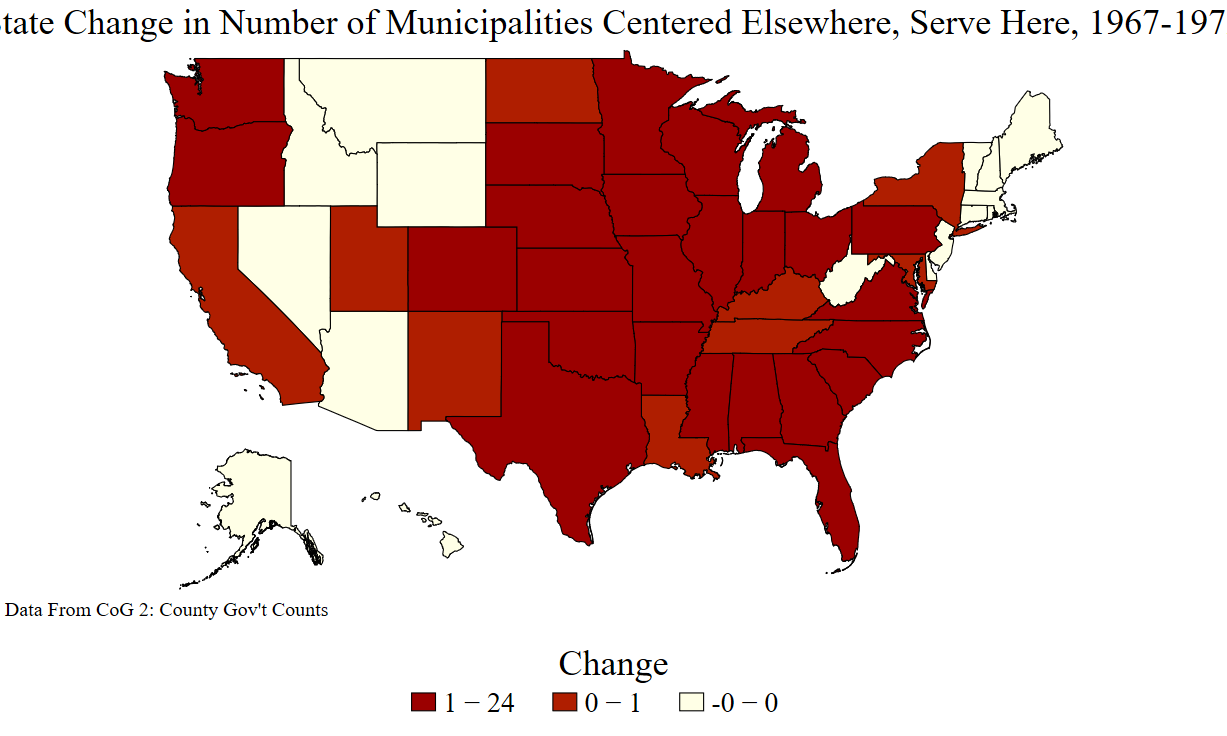 Change in Number of Municipalities Centered Elsewhere, Serve Here, 1967-197
Data From CoG 2: County Gov't Counts
Change
1 − 24 0 − 1 -0 − 0